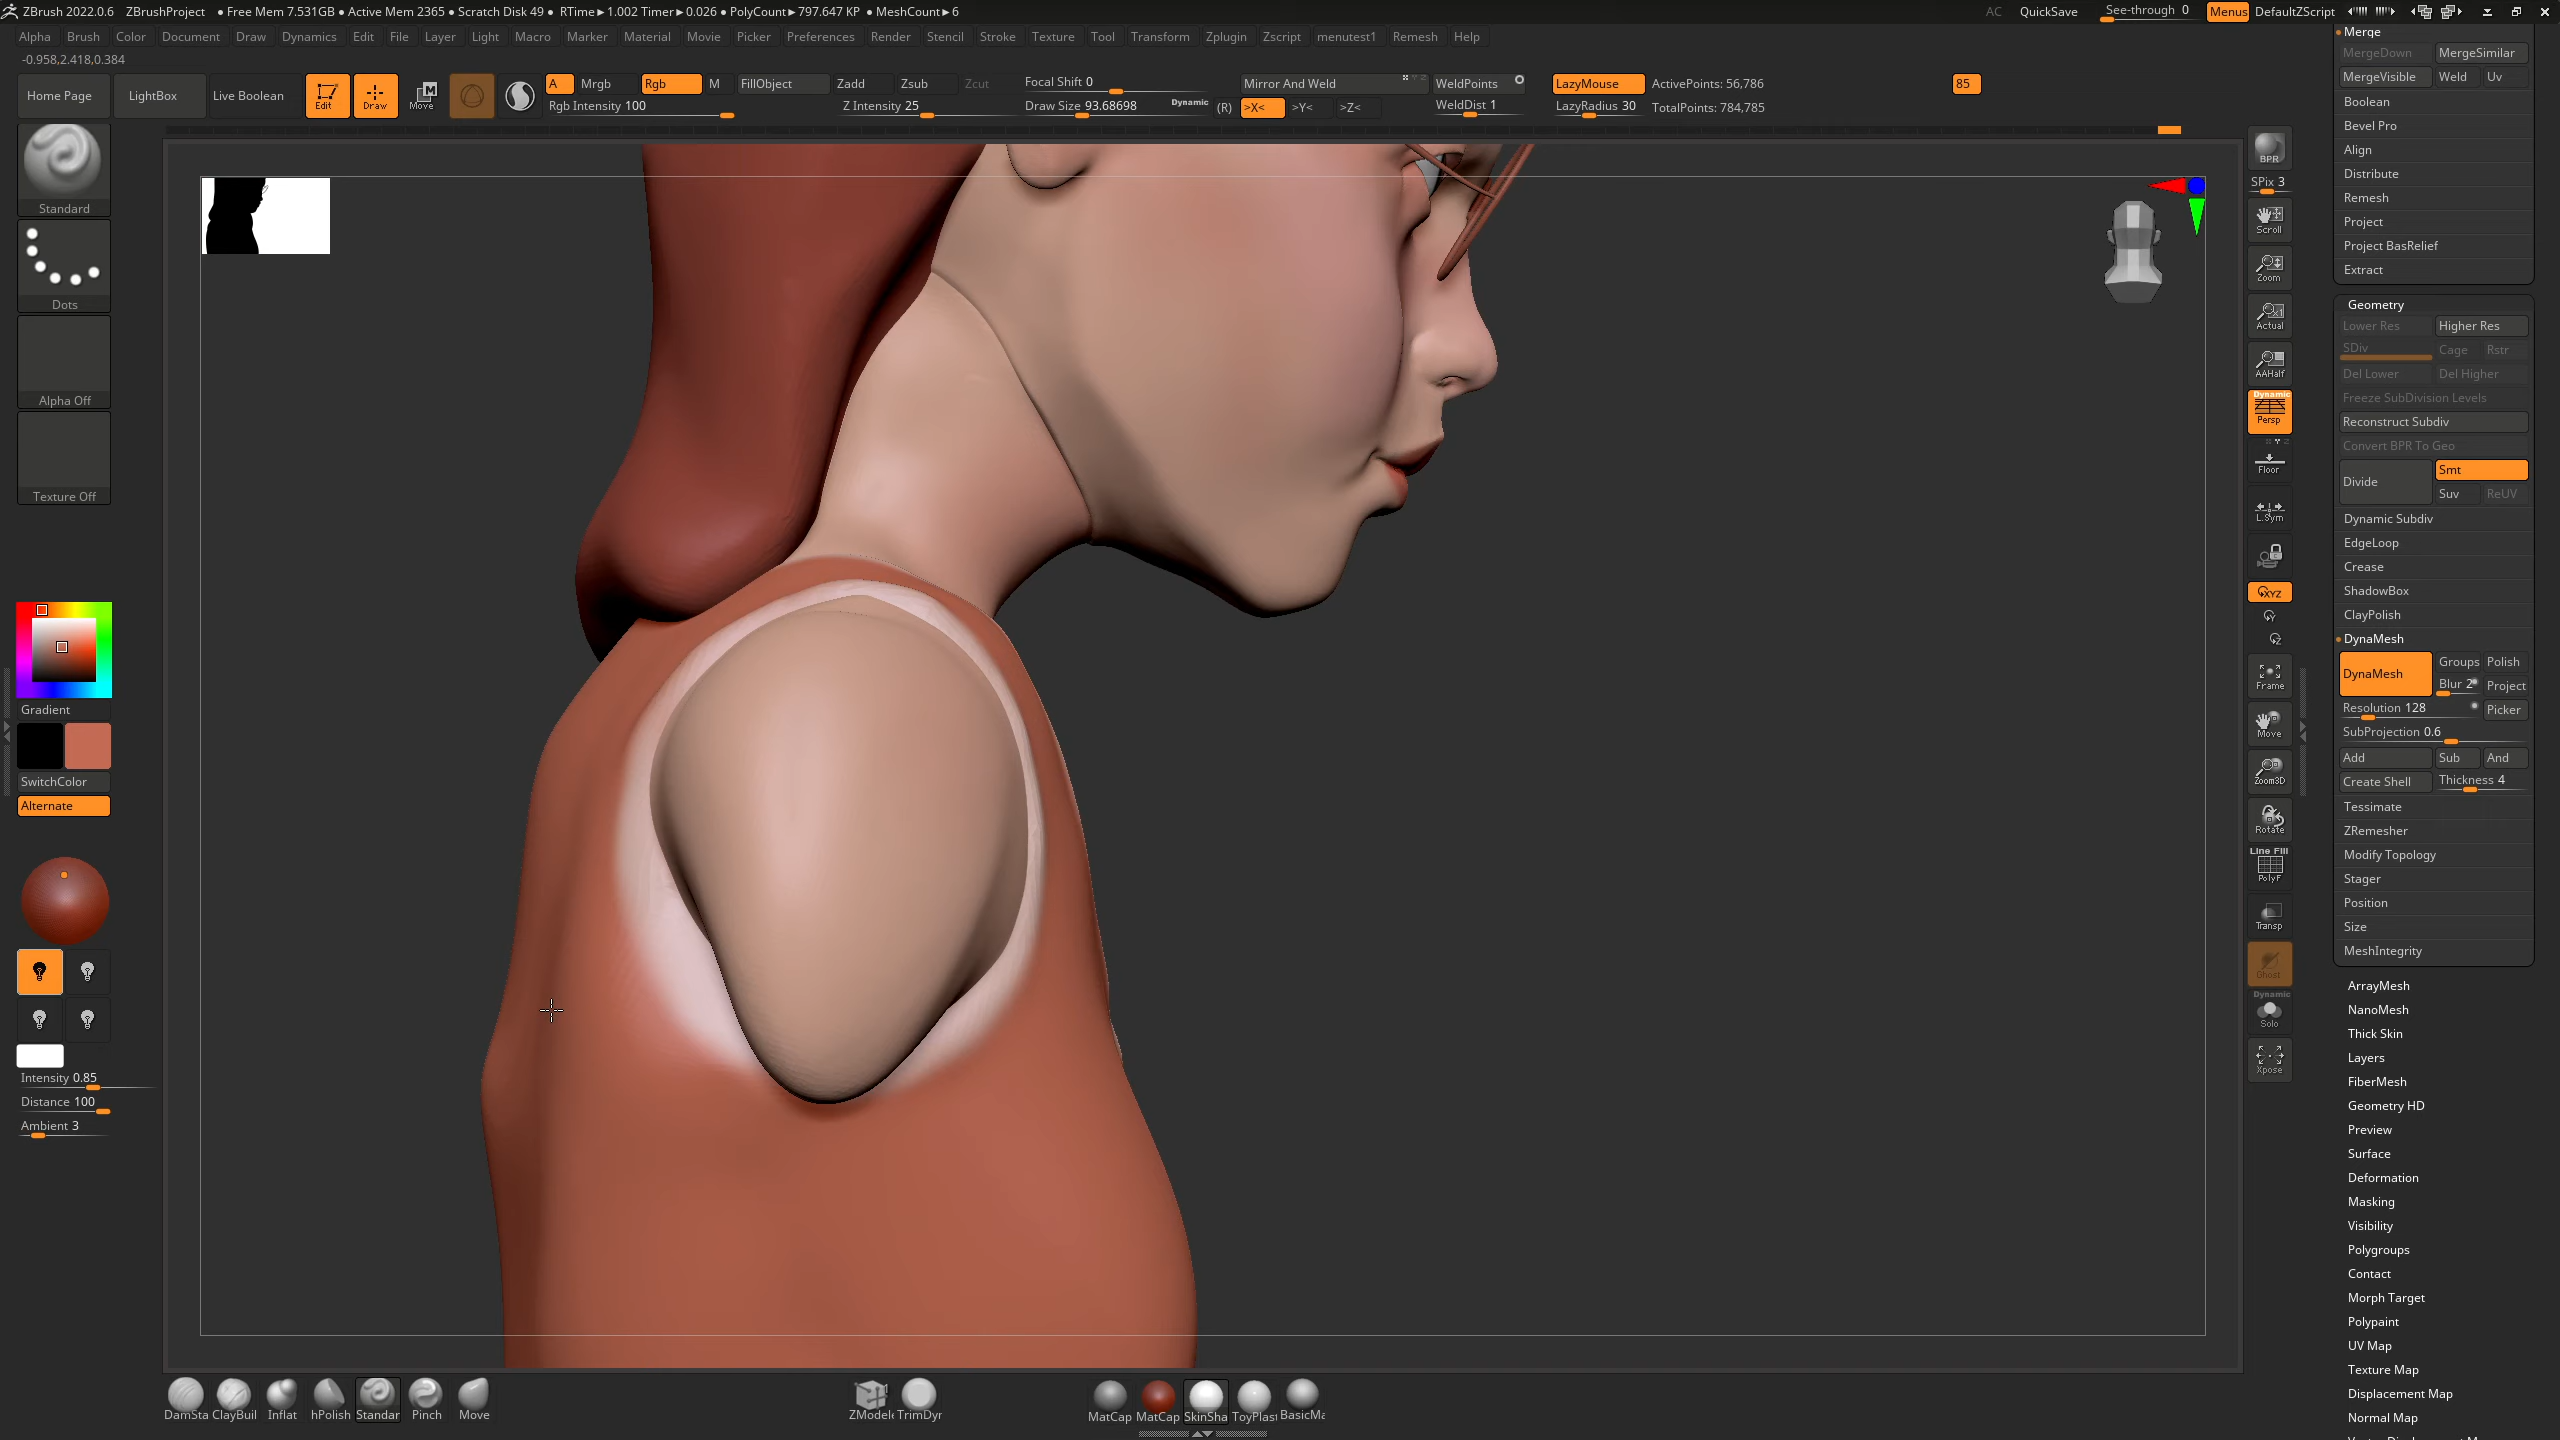 ZBrush 2022.0.6 ZBrushProject ● Free Mem 7.531GB ● Active Mem 2365 ● Scratch Disk 49 ● RTime►1.002 Timer►0.026 ● PolyCount►797.647 KP ● MeshCount►6 AC QuickSave See-through 0 Menus DefaultZScript
Alpha Brush Color Document Draw Dynamics Edit File Layer Light Macro Marker Material Movie Picker Preferences Render Stencil Stroke Texture Tool Transform Zplugin Zscript menutest1 Remesh Help
-0.958,2.418,0.384
Home Page LightBox Live Boolean Edit Draw Move
A Mrgb Rgb M FillObject Zadd Zsub Zcut Focal Shift 0 Mirror And Weld WeldPoints LazyMouse ActivePoints: 56,786 85
Rgb Intensity 100 Z Intensity 25 Draw Size 93.68698 Dynamic (R) >X< >Y< >Z< WeldDist 1 LazyRadius 30 TotalPoints: 784,785
Standard
Dots
Alpha Off
Texture Off
Gradient
SwitchColor
Alternate
Intensity 0.85
Distance 100
Ambient 3
BPR
SPix 3
Scroll
Zoom
Actual
AAHalf
Dynamic
Persp
Floor
L.Sym
XYZ
Y
Z
Frame
Move
Zoom3D
Rotate
Line Fill
PolyF
Transp
Ghost
Dynamic
Solo
Xpose
Merge
MergeDown MergeSimilar
MergeVisible Weld Uv
Boolean
Bevel Pro
Align
Distribute
Remesh
Project
Project BasRelief
Extract
Geometry
Lower Res Higher Res
SDiv Cage Rstr
Del Lower Del Higher
Freeze SubDivision Levels
Reconstruct Subdiv
Convert BPR To Geo
Divide Smt
Suv ReUV
Dynamic Subdiv
EdgeLoop
Crease
ShadowBox
ClayPolish
DynaMesh
DynaMesh Groups Polish
Blur 2 Project
Resolution 128 Picker
SubProjection 0.6
Add Sub And
Create Shell Thickness 4
Tessimate
ZRemesher
Modify Topology
Stager
Position
Size
MeshIntegrity
ArrayMesh
NanoMesh
Thick Skin
Layers
FiberMesh
Geometry HD
Preview
Surface
Deformation
Masking
Visibility
Polygroups
Contact
Morph Target
Polypaint
UV Map
Texture Map
Displacement Map
Normal Map
DamSta ClayBuil Inflat hPolish Standar Pinch Move ZModele TrimDyr MatCap MatCap SkinSha ToyPlast BasicMa